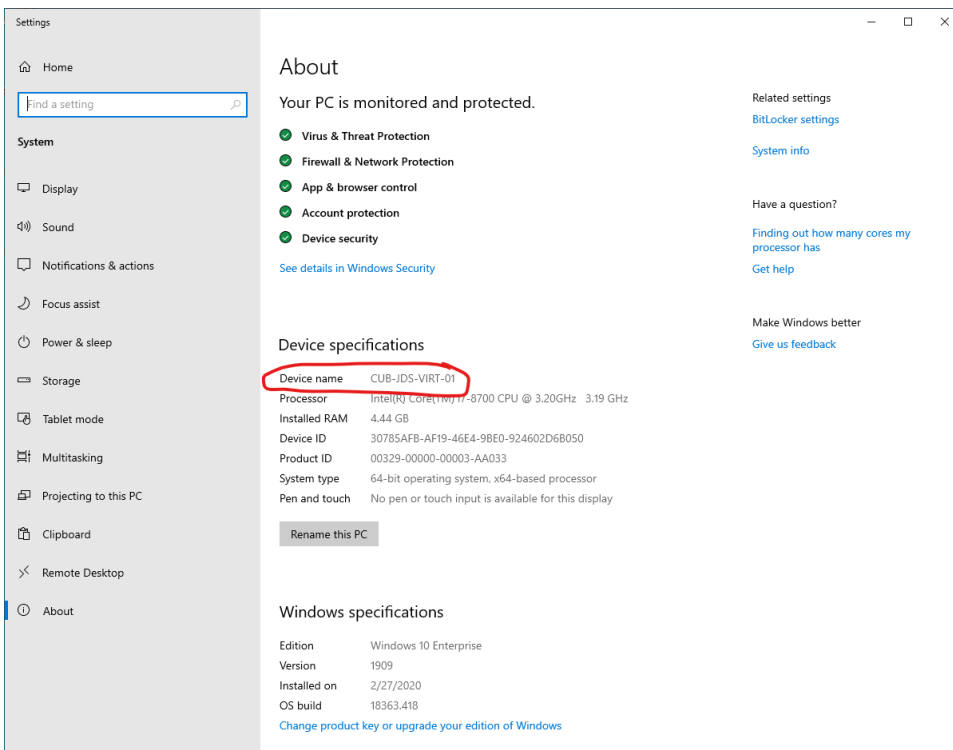 Settings
Home
Find a setting
System
Display
Sound
Notifications & actions
Focus assist
Power & sleep
Storage
Tablet mode
Multitasking
Projecting to this PC
Clipboard
Remote Desktop
About
About
Your PC is monitored and protected.
Virus & Threat Protection
Firewall & Network Protection
App & browser control
Account protection
Device security
See details in Windows Security
Device specifications
Device name CUB-JDS-VIRT-01
Processor Intel(R) Core(TM) i7-8700 CPU @ 3.20GHz 3.19 GHz
Installed RAM 4.44 GB
Device ID 30785AFB-AF19-46E4-9BE0-924602D6B050
Product ID 00329-00000-00003-AA033
System type 64-bit operating system, x64-based processor
Pen and touch No pen or touch input is available for this display
Rename this PC
Windows specifications
Edition Windows 10 Enterprise
Version 1909
Installed on 2/27/2020
OS build 18363.418
Change product key or upgrade your edition of Windows
Related settings
BitLocker settings
System info
Have a question?
Finding out how many cores my
processor has
Get help
Make Windows better
Give us feedback